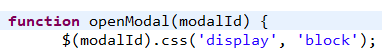 function openModal(modalId) {
$(modalId).css('display', 'block');